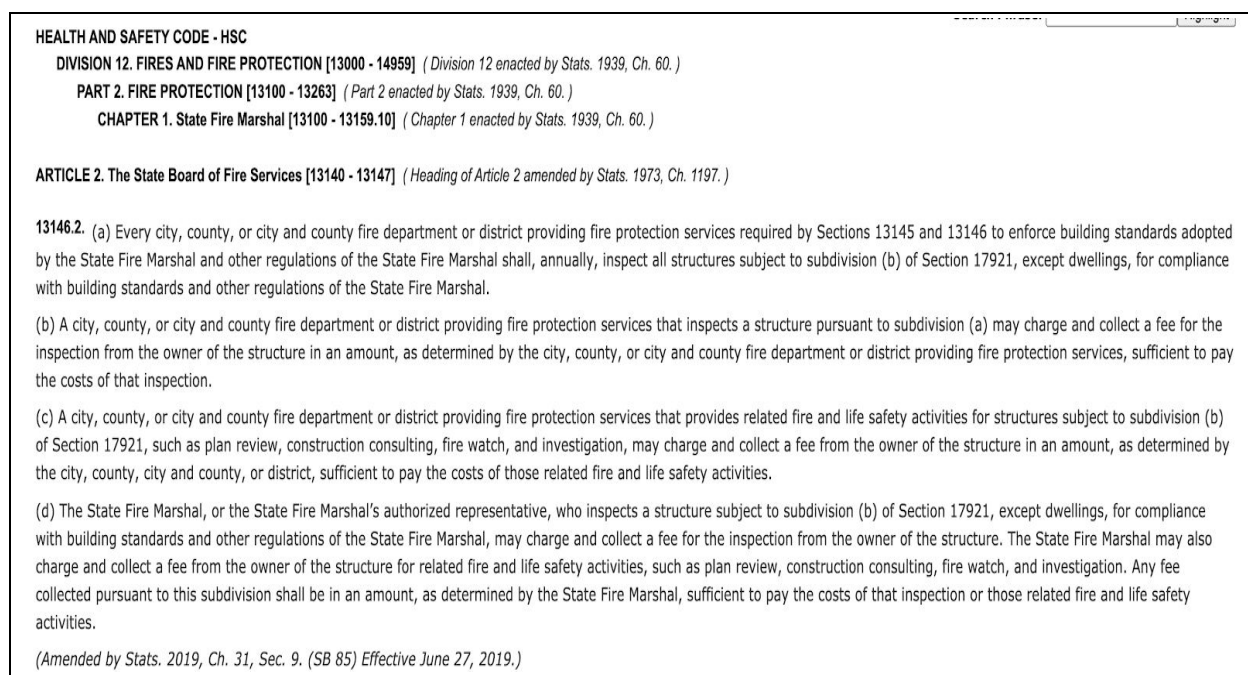 HEALTH AND SAFETY CODE - HSC
DIVISION 12. FIRES AND FIRE PROTECTION [13000 - 14959] ( Division 12 enacted by Stats. 1939, Ch. 60. )
PART 2. FIRE PROTECTION [13100 - 13263] ( Part 2 enacted by Stats. 1939, Ch. 60. )
CHAPTER 1. State Fire Marshal [13100 - 13159.10] ( Chapter 1 enacted by Stats. 1939, Ch. 60. )
ARTICLE 2. The State Board of Fire Services [13140 - 13147] ( Heading of Article 2 amended by Stats. 1973, Ch. 1197. )
13146.2. (a) Every city, county, or city and county fire department or district providing fire protection services required by Sections 13145 and 13146 to enforce building standards adopted
by the State Fire Marshal and other regulations of the State Fire Marshal shall, annually, inspect all structures subject to subdivision (b) of Section 17921, except dwellings, for compliance
with building standards and other regulations of the State Fire Marshal.
(b) A city, county, or city and county fire department or district providing fire protection services that inspects a structure pursuant to subdivision (a) may charge and collect a fee for the
inspection from the owner of the structure in an amount, as determined by the city, county, or city and county fire department or district providing fire protection services, sufficient to pay
the costs of that inspection.
(c) A city, county, or city and county fire department or district providing fire protection services that provides related fire and life safety activities for structures subject to subdivision (b)
of Section 17921, such as plan review, construction consulting, fire watch, and investigation, may charge and collect a fee from the owner of the structure in an amount, as determined by
the city, county, city and county, or district, sufficient to pay the costs of those related fire and life safety activities.
(d) The State Fire Marshal, or the State Fire Marshal's authorized representative, who inspects a structure subject to subdivision (b) of Section 17921, except dwellings, for compliance
with building standards and other regulations of the State Fire Marshal, may charge and collect a fee for the inspection from the owner of the structure. The State Fire Marshal may also
charge and collect a fee from the owner of the structure for related fire and life safety activities, such as plan review, construction consulting, fire watch, and investigation. Any fee
collected pursuant to this subdivision shall be in an amount, as determined by the State Fire Marshal, sufficient to pay the costs of that inspection or those related fire and life safety
activities.
(Amended by Stats. 2019, Ch. 31, Sec. 9. (SB 85) Effective June 27, 2019.)